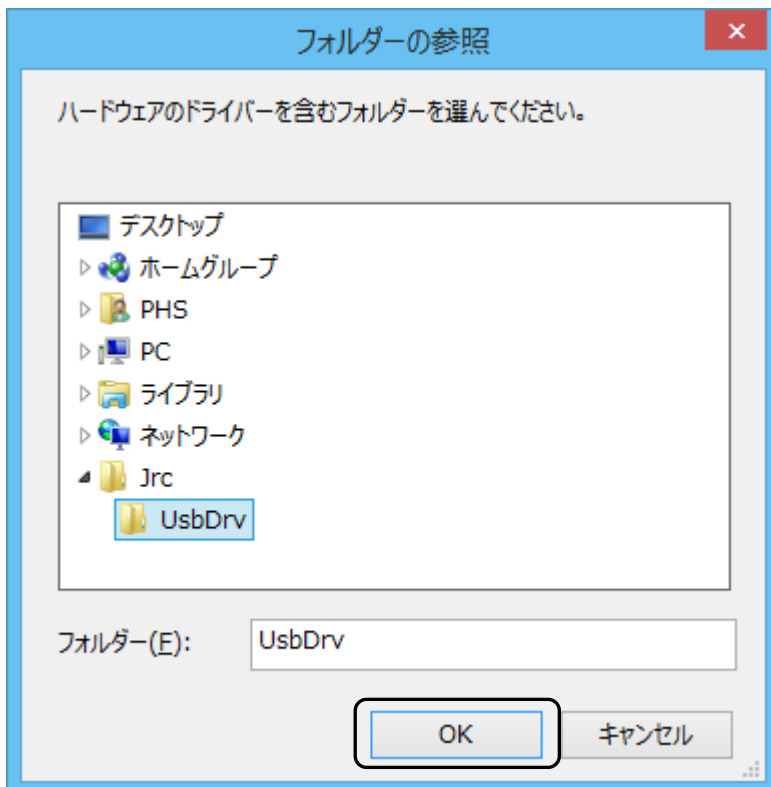 フォルダーの参照
ハードウェアのドライバーを含むフォルダーを選んでください。
デスクトップ
ホームグループ
PHS
PC
ライブラリ
ネットワーク
Jrc
UsbDrv
フォルダー(F): UsbDrv
OK キャンセル